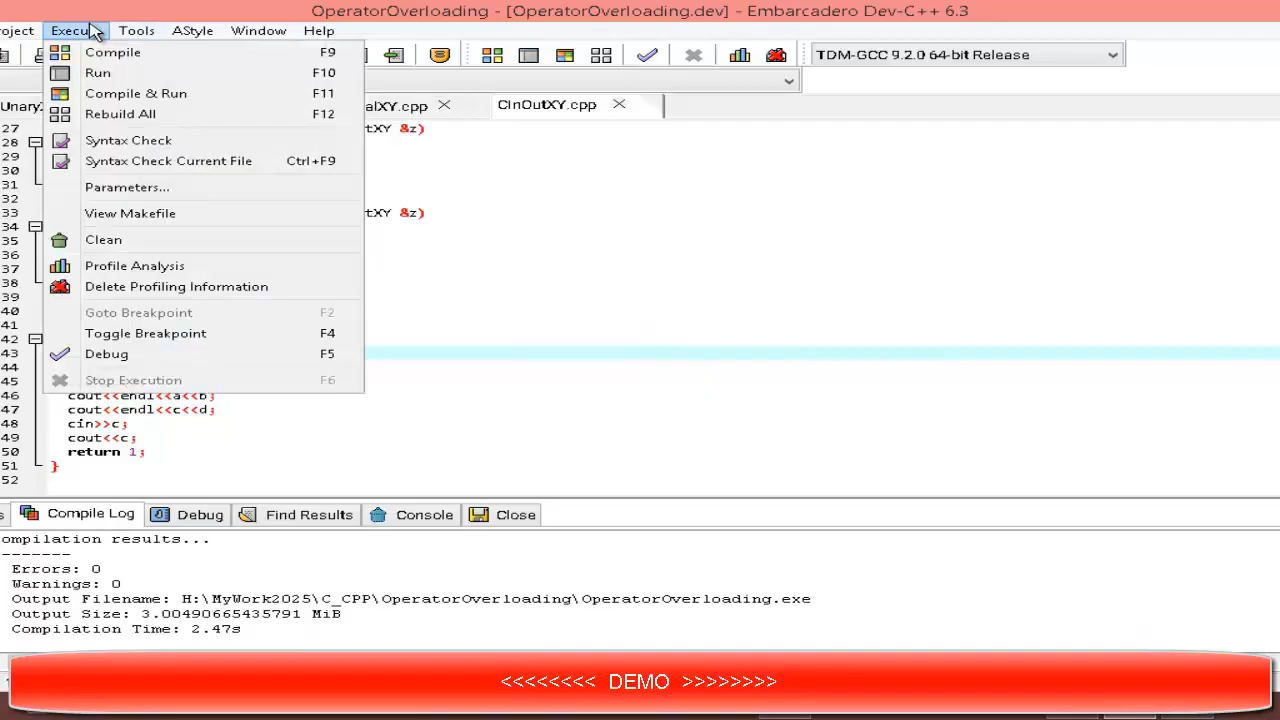 OperatorOverloading - [OperatorOverloading.dev] - Embarcadero Dev-C++ 6.3
roject Execu Tools AStyle Window Help
TDM-GCC 9.2.0 64-bit Release
Compile F9
Run F10
Compile & Run F11
Rebuild All F12
Syntax Check
Syntax Check Current File Ctrl+F9
Parameters...
View Makefile
Clean
Profile Analysis
Delete Profiling Information
Goto Breakpoint F2
Toggle Breakpoint F4
Debug F5
Stop Execution F6
Unary alXY.cpp CInOutXY.cpp
27
28 tXY &z)
29
30
31
32
33
34 tXY &z)
35
36
37
38
39
40
41
42
43
44
45
46 cout<<endl<<a<<b;
47 cout<<endl<<c<<d;
48 cin>>c;
49 cout<<c;
50 return 1;
51 }
52
s Compile Log Debug Find Results Console Close
ompilation results...
-------
Errors: 0
Warnings: 0
Output Filename: H:\MyWork2025\C_CPP\OperatorOverloading\OperatorOverloading.exe
Output Size: 3.00490665435791 MiB
Compilation Time: 2.47s
<<<<<<<< DEMO >>>>>>>>